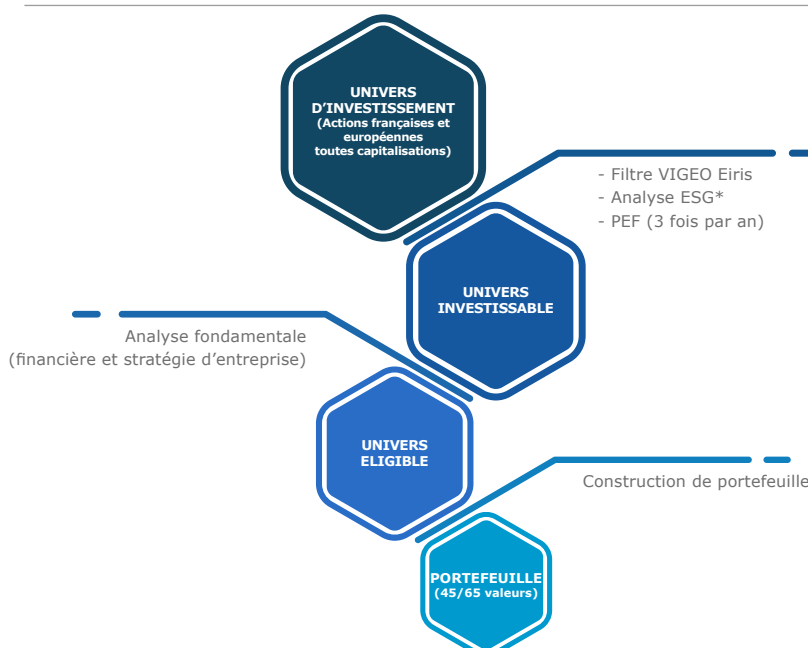 UNIVERS
D’INVESTISSEMENT
(Actions françaises et
européennes
toutes capitalisations)
- Filtre VIGEO Eiris
- Analyse ESG*
- PEF (3 fois par an)
UNIVERS
INVESTISSABLE
Analyse fondamentale
(financière et stratégie d’entreprise)
UNIVERS
ELIGIBLE
Construction de portefeuille
PORTEFEUILLE
(45/65 valeurs)